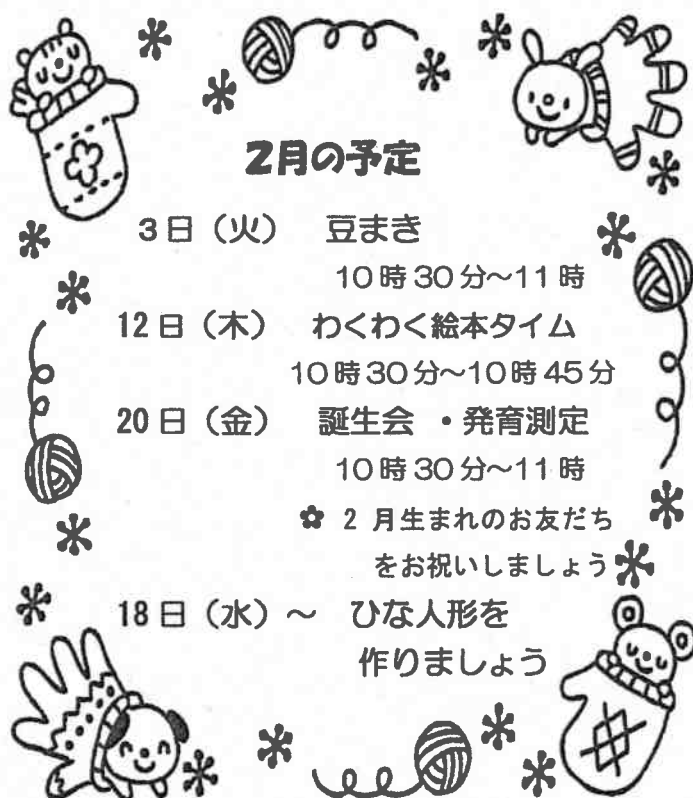 2月の予定
3日（火） 豆まき
10時30分～11時
12日（木） わくわく絵本タイム
10時30分～10時45分
20日（金） 誕生会 ・発育測定
10時30分～11時
✿ 2 月生まれのお友だち
をお祝いしましょう
18日（水）～ ひな人形を
作りましょう